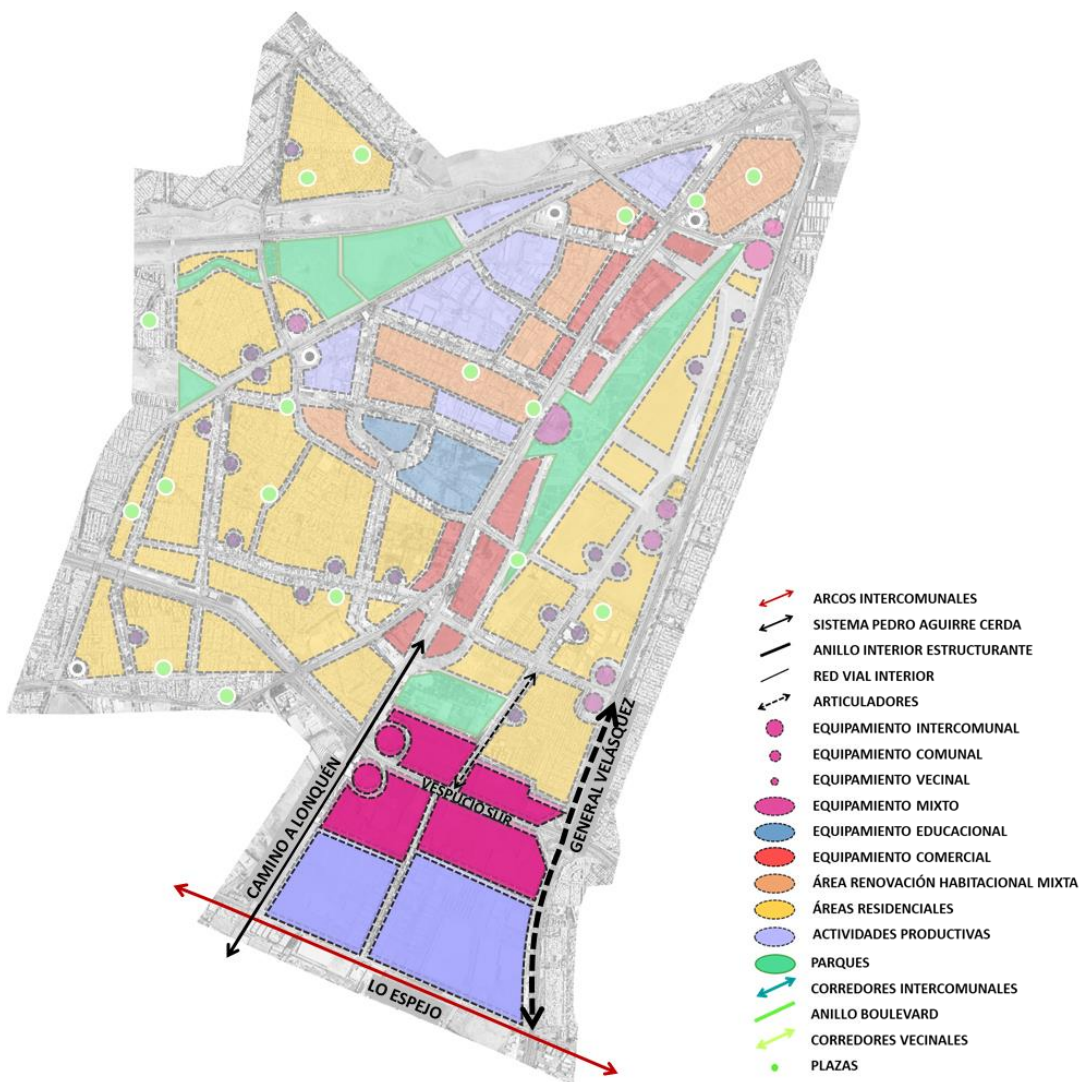 ARCOS INTERCOMUNALES
SISTEMA PEDRO AGUIRRE CERDA
ANILLO INTERIOR ESTRUCTURANTE
RED VIAL INTERIOR
ARTICULADORES
EQUIPAMIENTO INTERCOMUNAL
EQUIPAMIENTO COMUNAL
EQUIPAMIENTO VECINAL
EQUIPAMIENTO MIXTO
EQUIPAMIENTO EDUCACIONAL
EQUIPAMIENTO COMERCIAL
ÁREA RENOVACIÓN HABITACIONAL MIXTA
ÁREAS RESIDENCIALES
ACTIVIDADES PRODUCTIVAS
PARQUES
CORREDORES INTERCOMUNALES
ANILLO BOULEVARD
CORREDORES VECINALES
PLAZAS
CAMINO A LONQUÉN
VESPUCIO SUR
GENERAL VELÁSQUEZ
LO ESPEJO